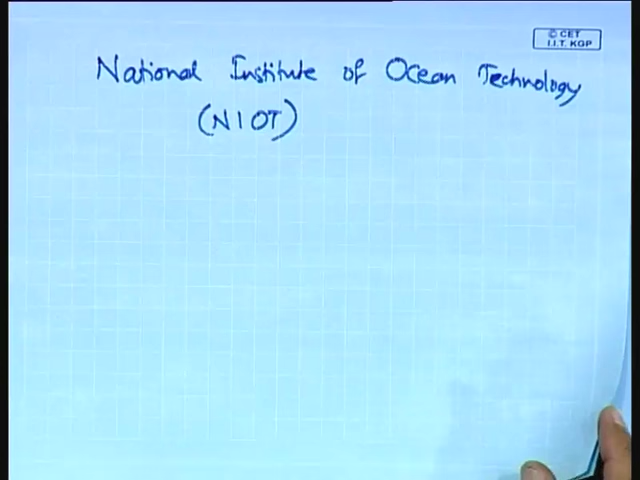 © CET
I.I.T. KGP
National Institute of Ocean Technology
(NIOT)